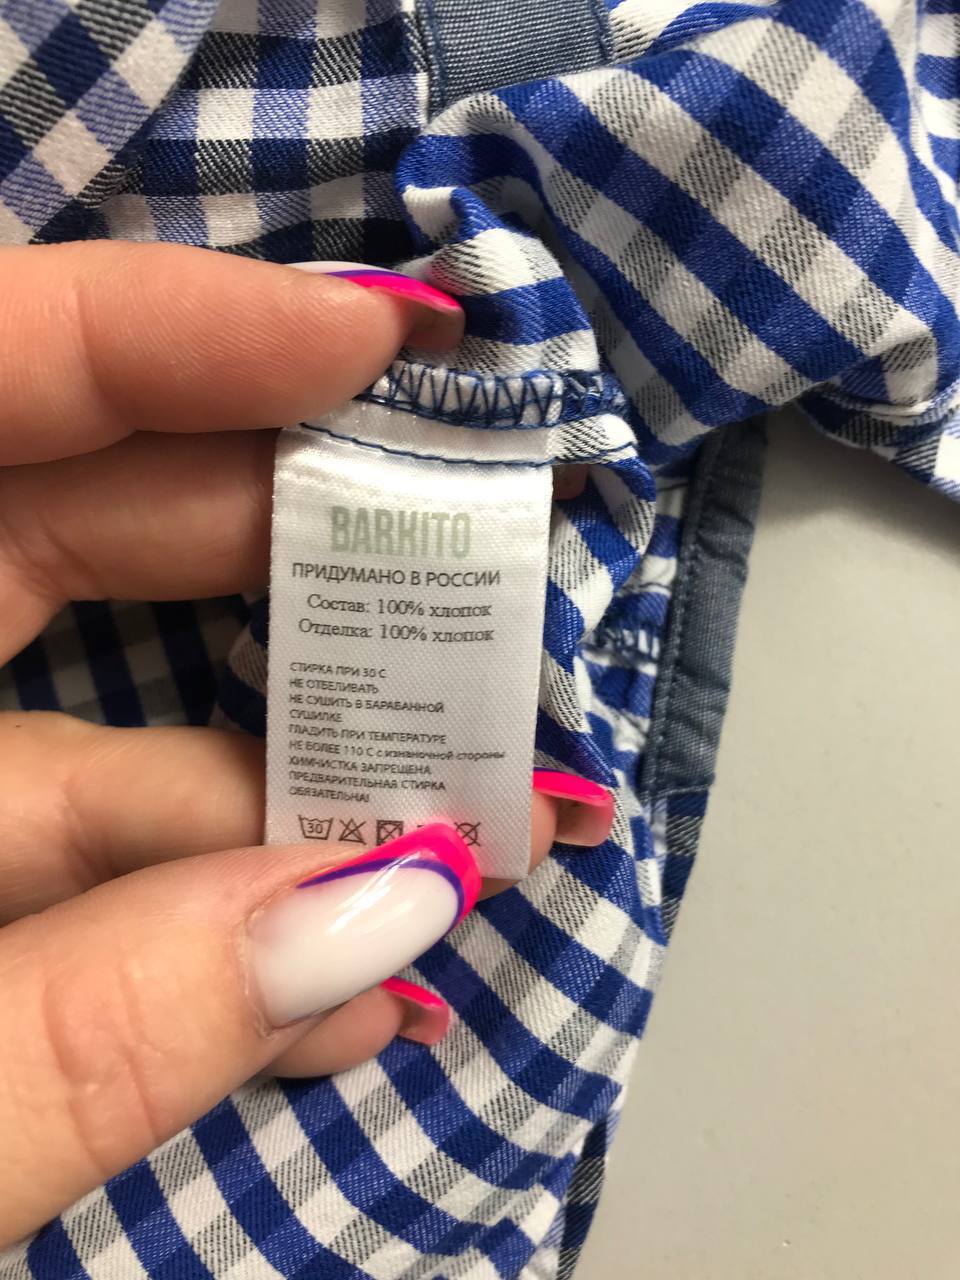 BARKITO
ПРИДУМАНО В РОССИИ
Состав: 100% хлопок
Отделка: 100% хлопок
СТИРКА ПРИ 30 С
НЕ ОТБЕЛИВАТЬ
НЕ СУШИТЬ В БАРАБАННОЙ
СУШИЛКЕ
ГЛАДИТЬ ПРИ ТЕМПЕРАТУРЕ
НЕ БОЛЕЕ 110 С с изнаночной стороны
ХИМЧИСТКА ЗАПРЕЩЕНА
ПРЕДВАРИТЕЛЬНАЯ СТИРКА
ОБЯЗАТЕЛЬНА!
30